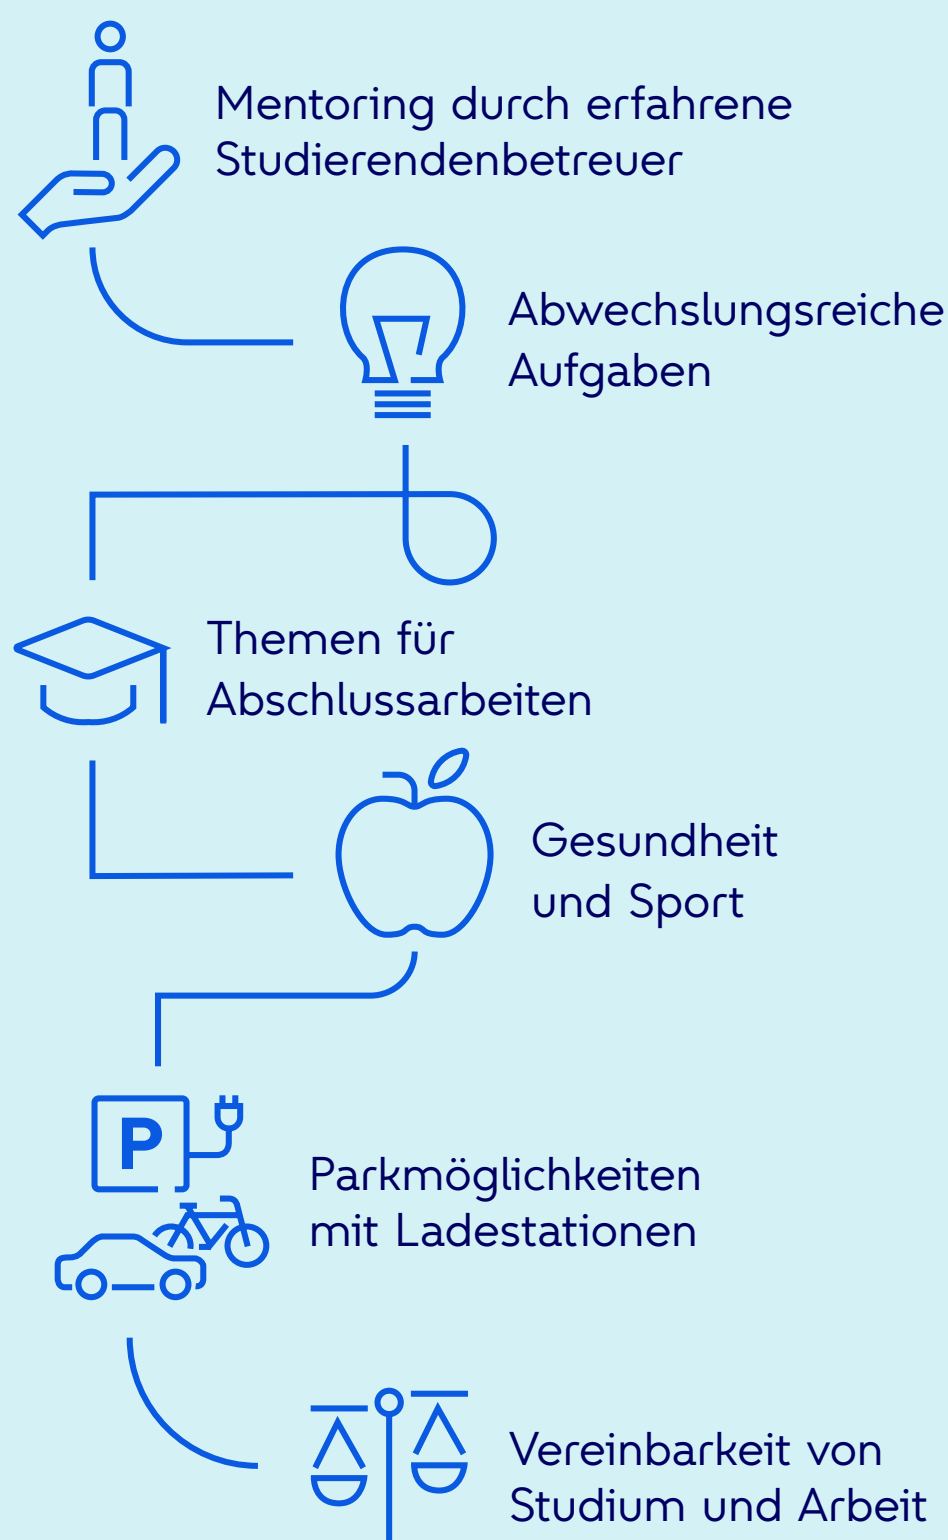 Mentoring durch erfahrene
Studierendenbetreuer
Abwechslungsreiche
Aufgaben
Themen für
Abschlussarbeiten
Gesundheit
und Sport
P
Parkmöglichkeiten
mit Ladestationen
Vereinbarkeit von
Studium und Arbeit